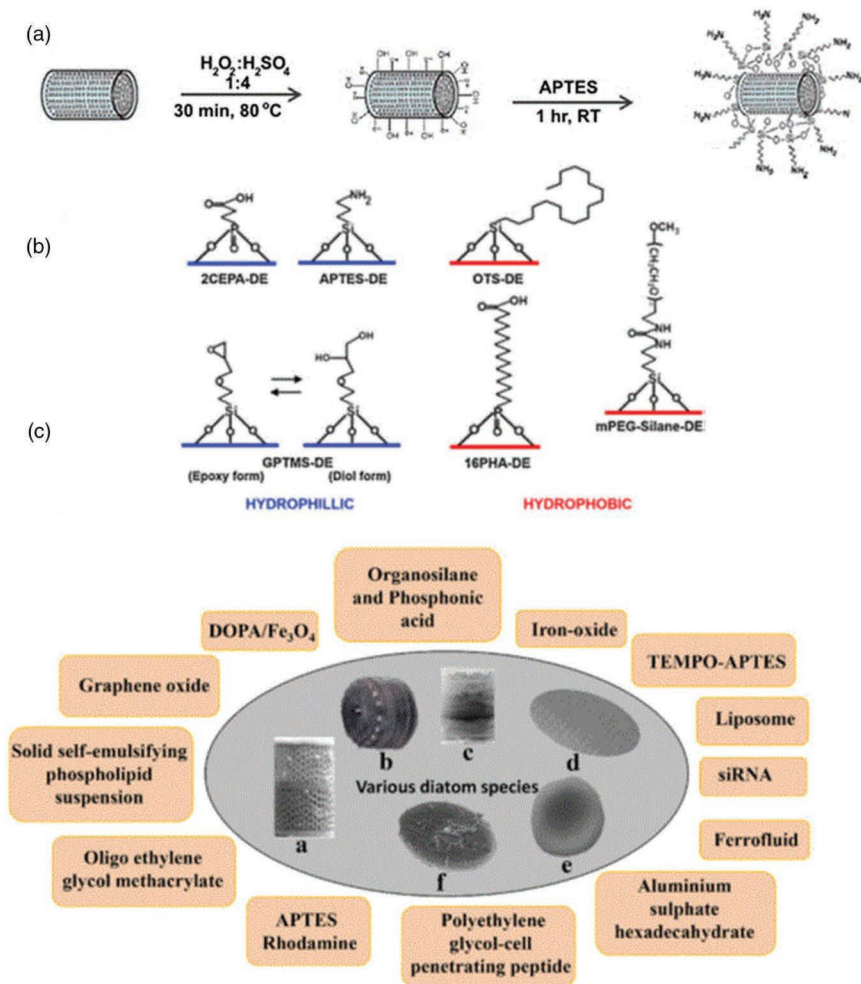 (a)
H₂O₂:H₂SO₄
1:4
30 min, 80 °C
APTES
1 hr, RT
(b)
2CEPA-DE
APTES-DE
OTS-DE
mPEG-Silane-DE
(c)
GPTMS-DE
(Epoxy form)
(Diol form)
16PHA-DE
HYDROPHILLIC
HYDROPHOBIC
Organosilane
and Phosphonic
acid
DOPA/Fe₃O₄
Iron-oxide
TEMPO-APTES
Graphene oxide
Liposome
Solid self-emulsifying
phospholipid
suspension
siRNA
Ferrofluid
Oligo ethylene
glycol methacrylate
Aluminium
sulphate
hexadecahydrate
APTES
Rhodamine
Polyethylene
glycol-cell
penetrating peptide
Various diatom species
a
b
c
d
e
f